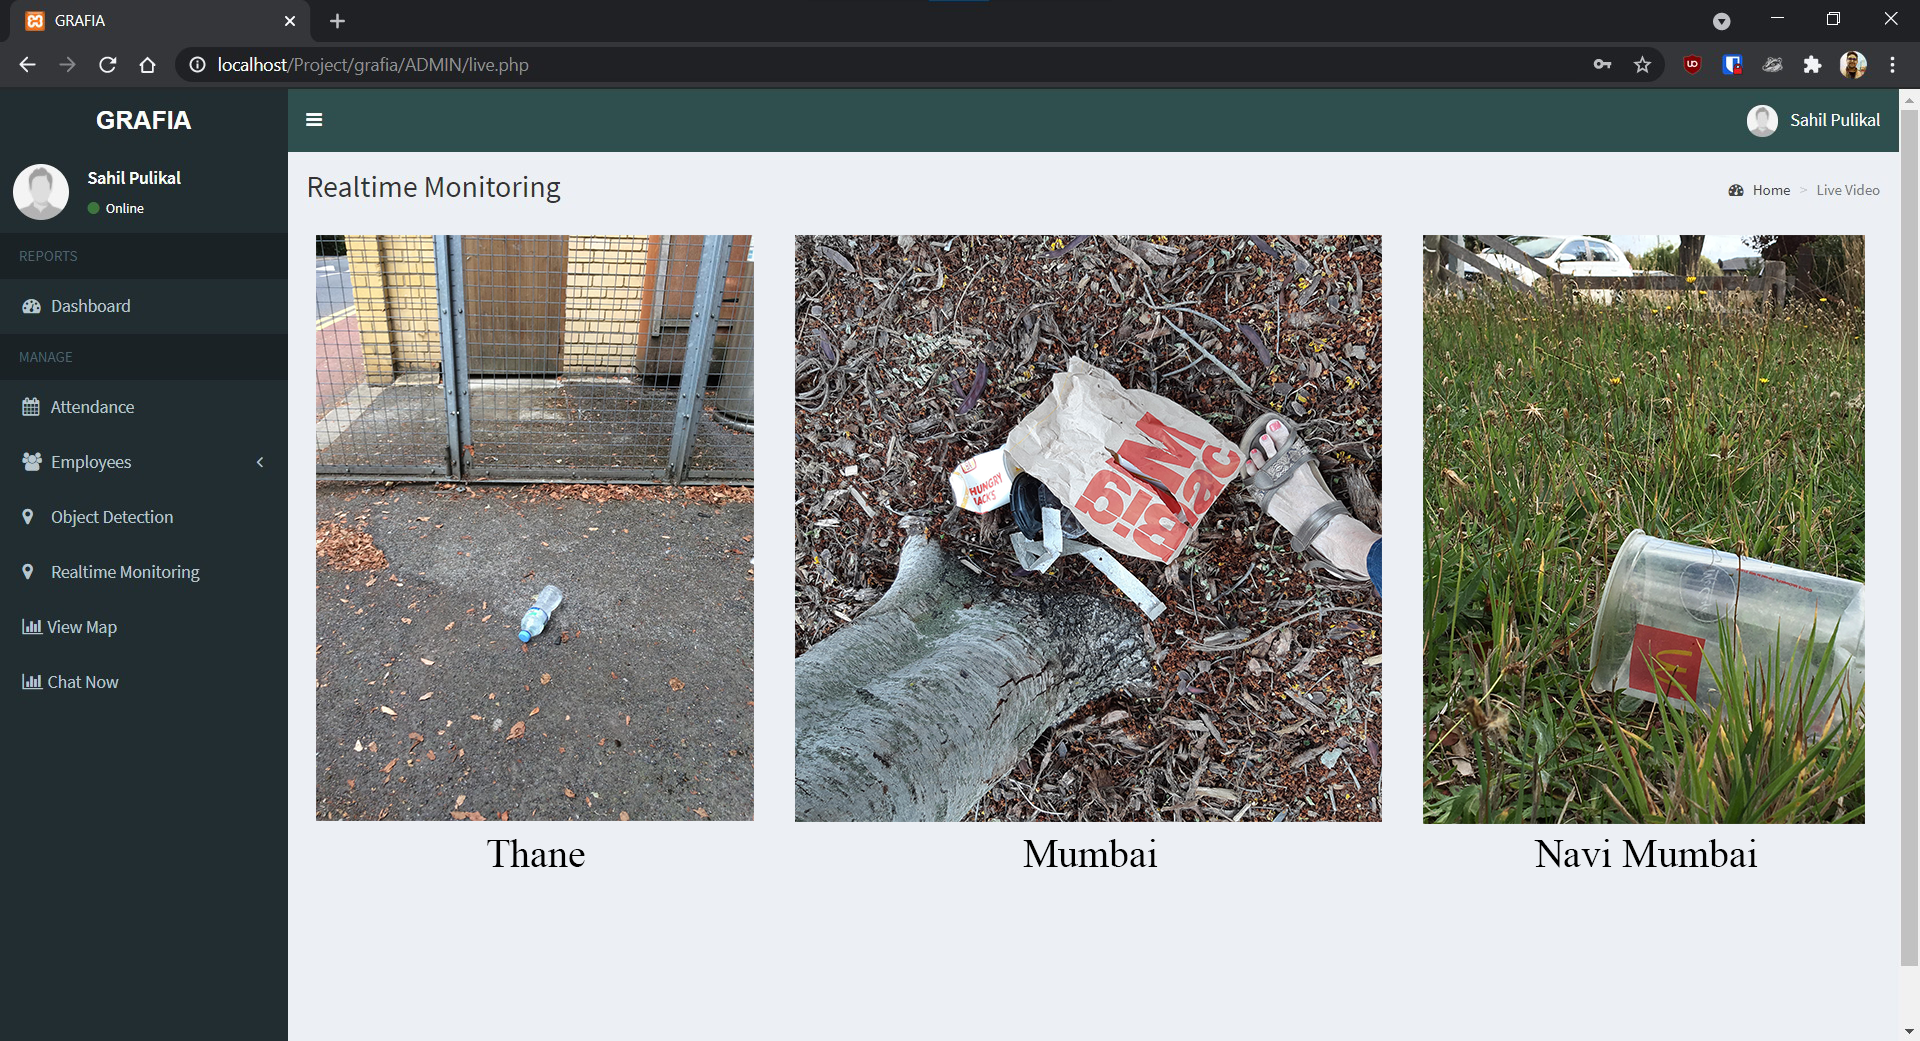 GRAFIA
localhost/Project/grafia/ADMIN/live.php
GRAFIA
Sahil Pulikal
Sahil Pulikal
Online
REPORTS
Dashboard
MANAGE
Attendance
Employees
Object Detection
Realtime Monitoring
View Map
Chat Now
Realtime Monitoring
Home > Live Video
HUNGRY
JACK'S
Big
Mac
Thane
Mumbai
Navi Mumbai